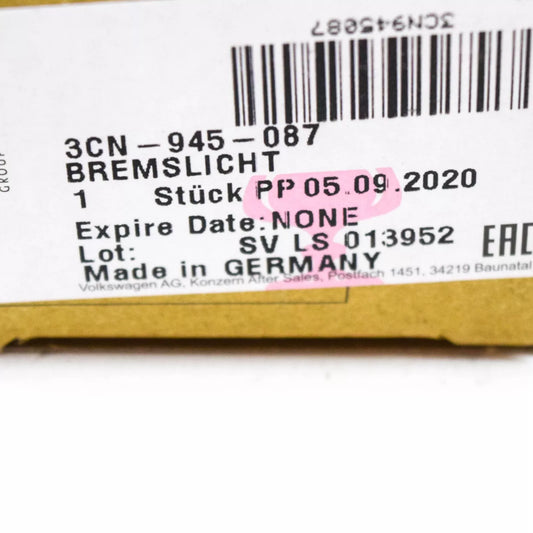 3CN945087
GROUP
3CN-945-087
BREMSLICHT
1 Stück PP 05.09.2020
Expire Date: NONE
Lot: SV LS 013952
EAC
Made in GERMANY
Volkswagen AG, Konzern After Sales, Postfach 1451, 34219 Baunatal